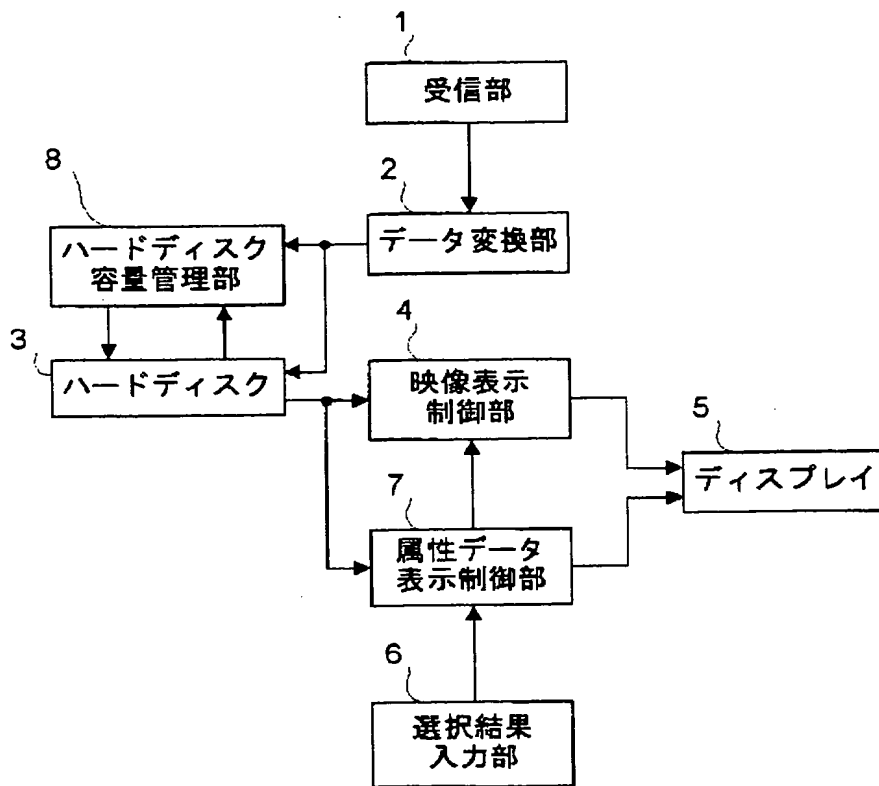 1
受信部
2
データ変換部
8
ハードディスク
容量管理部
3
ハードディスク
4
映像表示
制御部
5
ディスプレイ
7
属性データ
表示制御部
6
選択結果
入力部